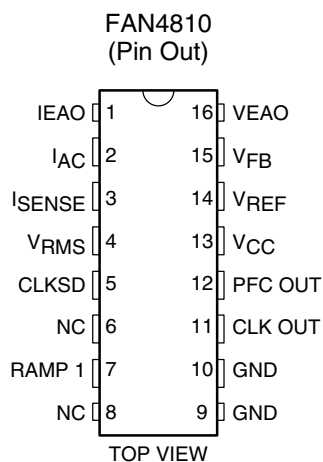 FAN4810
(Pin Out)
IEAO 1 16 VEAO
IAC 2 15 VFB
ISENSE 3 14 VREF
VRMS 4 13 VCC
CLKSD 5 12 PFC OUT
NC 6 11 CLK OUT
RAMP 1 7 10 GND
NC 8 9 GND
TOP VIEW